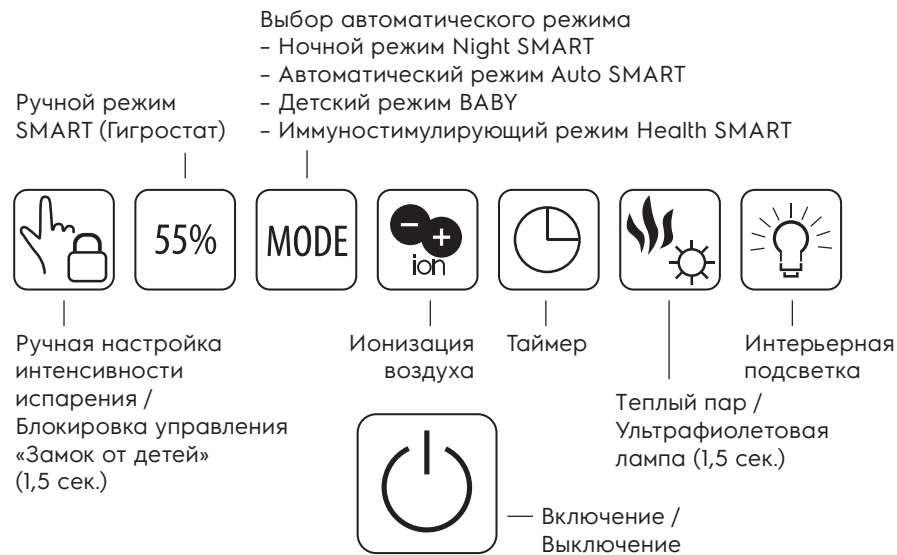 Выбор автоматического режима
– Ночной режим Night SMART
– Автоматический режим Auto SMART
– Детский режим BABY
– Иммуностимулирующий режим Health SMART
Ручной режим
SMART (Гигростат)
55%
MODE
ion
Ручная настройка
интенсивности
испарения /
Блокировка управления
«Замок от детей»
(1,5 сек.)
Ионизация
воздуха
Таймер
Теплый пар /
Ультрафиолетовая
лампа (1,5 сек.)
Интерьерная
подсветка
Включение /
Выключение